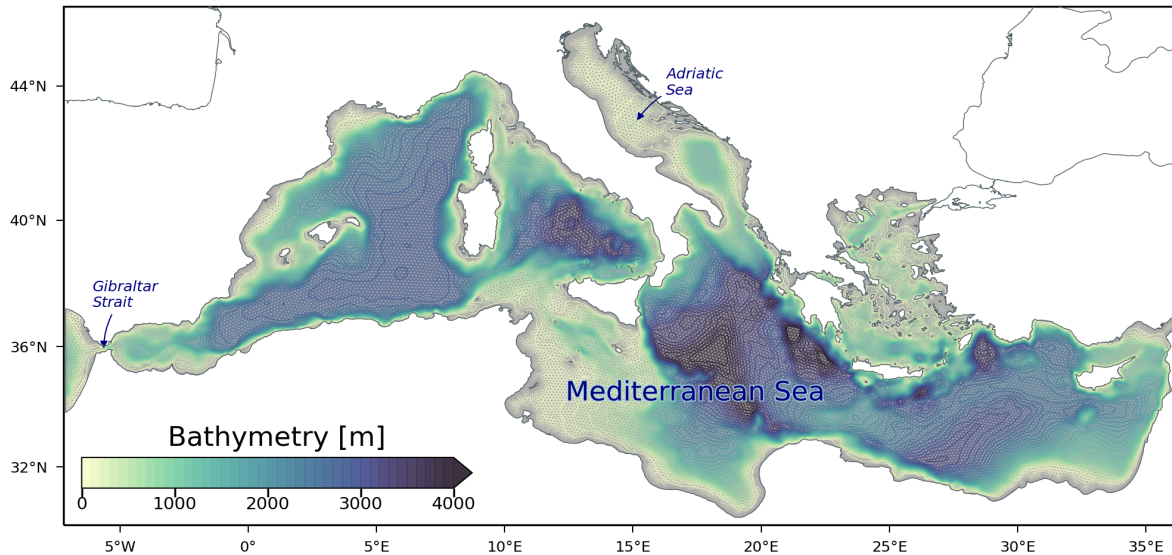 44°N
40°N
36°N
32°N
Adriatic
Sea
Gibraltar
Strait
Mediterranean Sea
Bathymetry [m]
0 1000 2000 3000 4000
5°W 0° 5°E 10°E 15°E 20°E 25°E 30°E 35°E